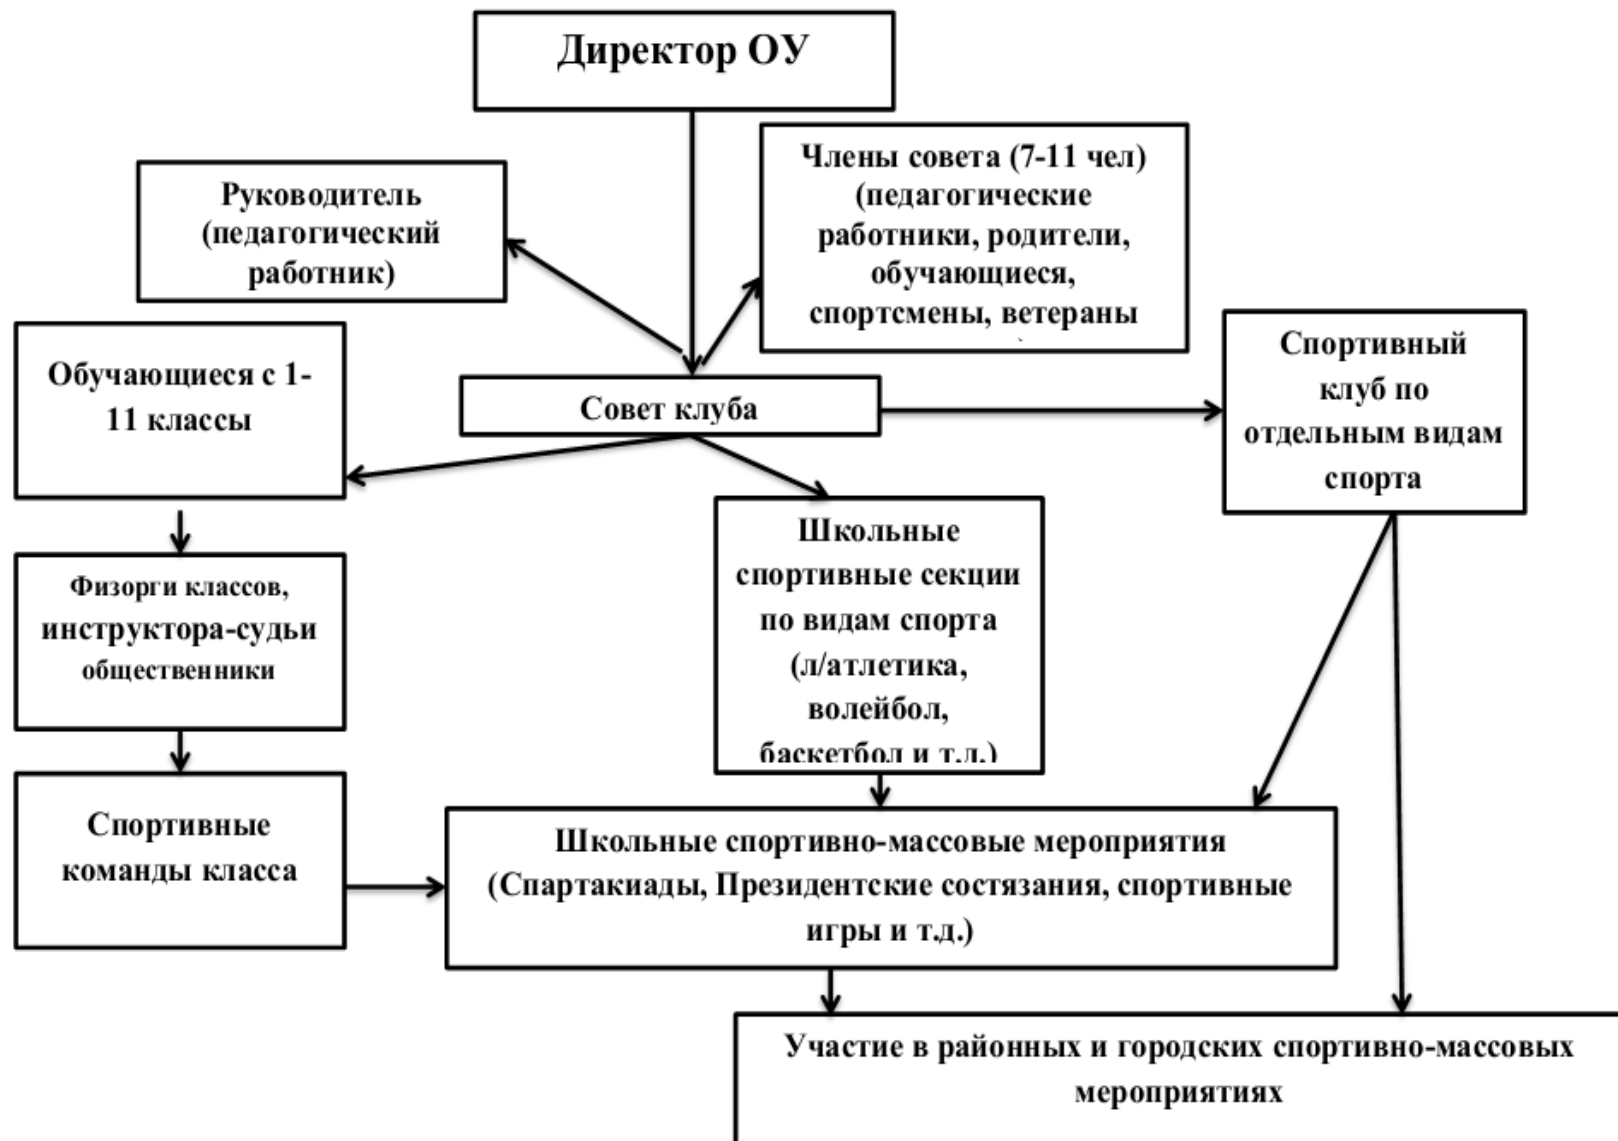 Директор ОУ
Руководитель
(педагогический
работник)
Члены совета (7-11 чел)
(педагогические
работники, родители,
обучающиеся,
спортсмены, ветераны
Обучающиеся с 1-
11 классы
Совет клуба
Спортивный
клуб по
отдельным видам
спорта
Физорги классов,
инструктора-судьи
общественники
Школьные
спортивные секции
по видам спорта
(л/атлетика,
волейбол,
баскетбол и т.д.)
Спортивные
команды класса
Школьные спортивно-массовые мероприятия
(Спартакиады, Президентские состязания, спортивные
игры и т.д.)
Участие в районных и городских спортивно-массовых
мероприятиях